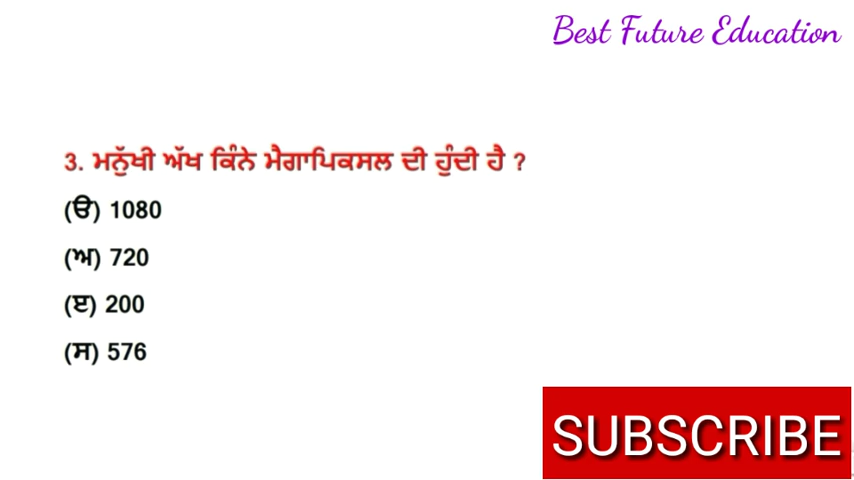 Best Future Education
3. ਮਨੁੱਖੀ ਅੱਖ ਕਿੰਨੇ ਮੈਗਾਪਿਕਸਲ ਦੀ ਹੁੰਦੀ ਹੈ ?
(ੳ) 1080
(ਅ) 720
(ੲ) 200
(ਸ) 576
SUBSCRIBE